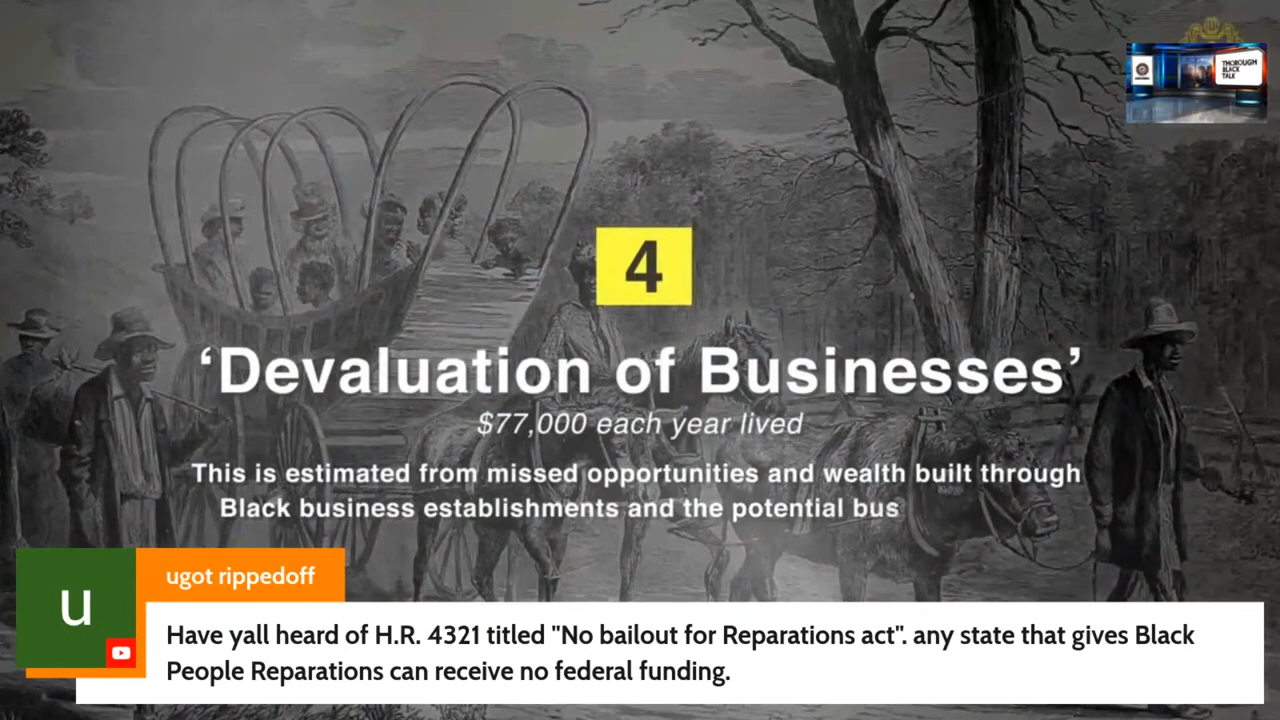 THOROUGH
BLACK
TALK
4
‘Devaluation of Businesses’
$77,000 each year lived
This is estimated from missed opportunities and wealth built through
Black business establishments and the potential bus
u
ugot rippedoff
Have yall heard of H.R. 4321 titled "No bailout for Reparations act". any state that gives Black
People Reparations can receive no federal funding.